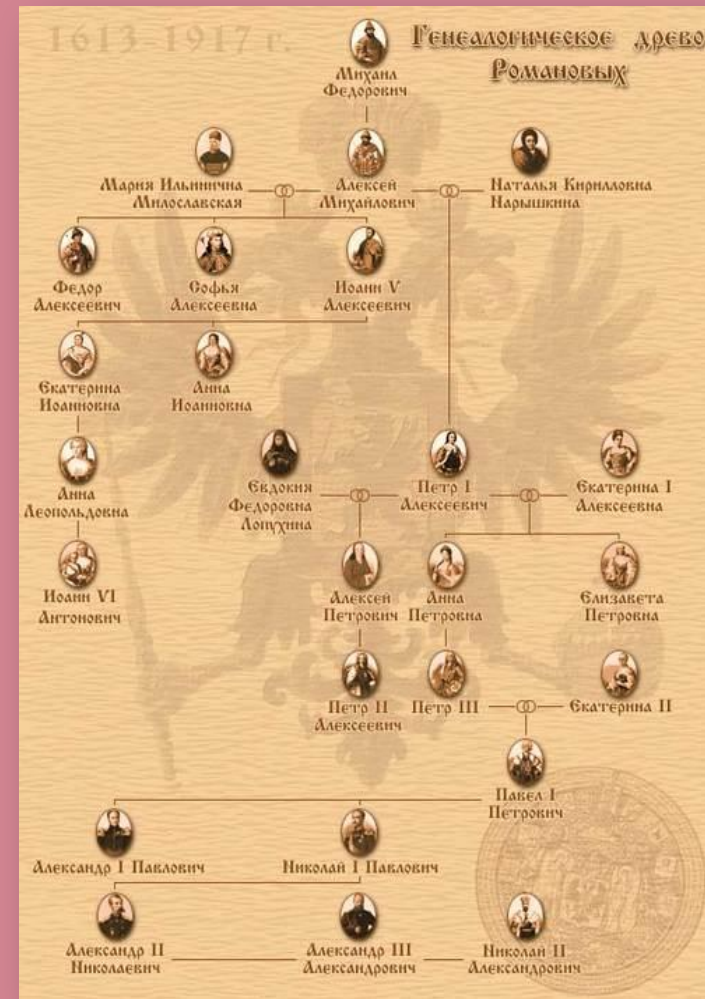 1613-1917 г.
Генеалогическое древо
Романовых
Михаил
Федорович
Мария Ильинична
Милославская
Алексей
Михайлович
Наталья Кирилловна
Нарышкина
Федор
Алексеевич
Софья
Алексеевна
Иоанн V
Алексеевич
Екатерина
Иоанновна
Анна
Иоанновна
Анна
Леопольдовна
Евдокия
Федоровна
Лопухина
Петр I
Алексеевич
Екатерина I
Алексеевна
Иоанн VI
Антонович
Алексей
Петрович
Анна
Петровна
Елизавета
Петровна
Петр II
Алексеевич
Петр III
Екатерина II
Павел I
Петрович
Александр I Павлович
Николай I Павлович
Александр II
Николаевич
Александр III
Александрович
Николай II
Александрович